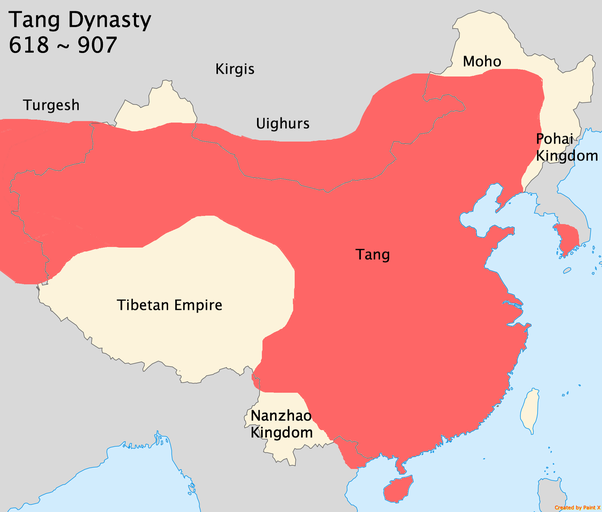 Tang Dynasty
618 ~ 907
Kirgis
Moho
Turgesh
Uighurs
Pohai
Kingdom
Tang
Tibetan Empire
Nanzhao
Kingdom
Created by Paint X